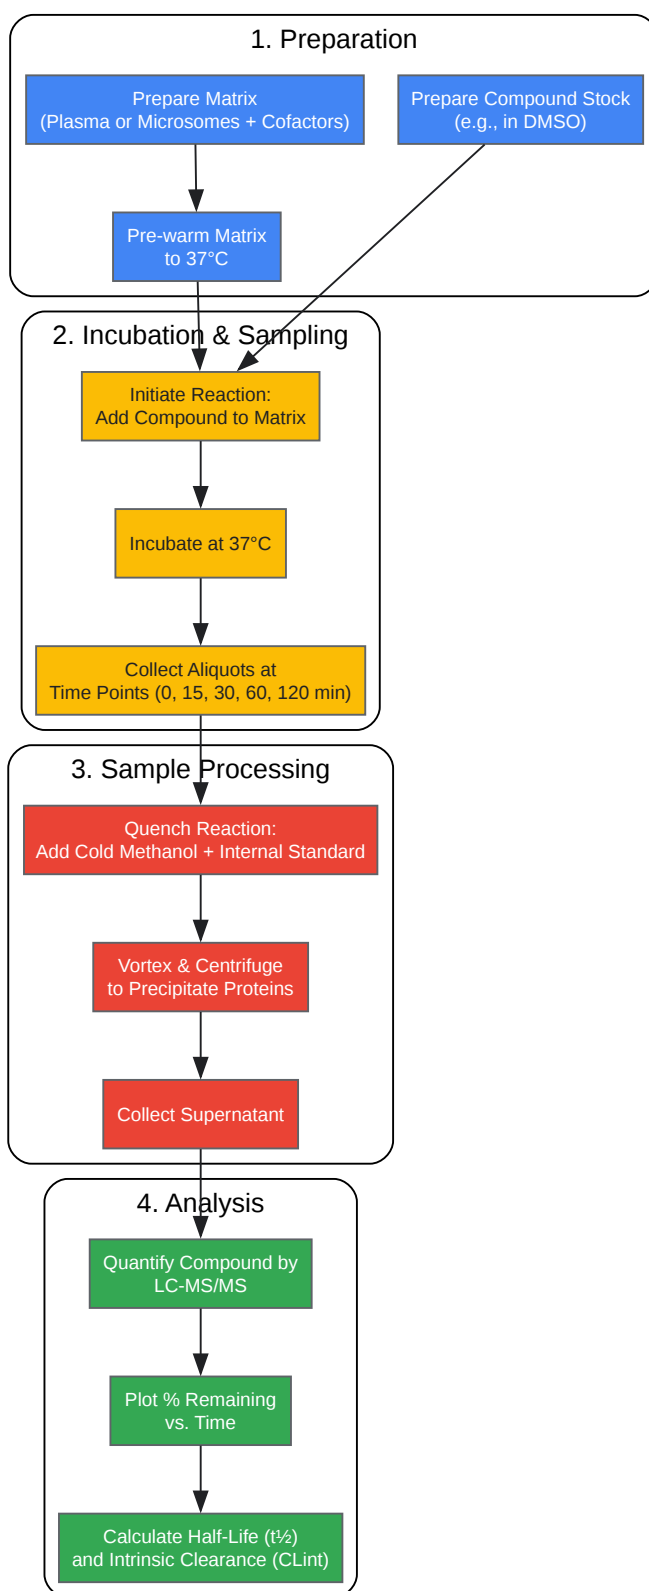 1. Preparation
Prepare Matrix
(Plasma or Microsomes + Cofactors)
Prepare Compound Stock
(e.g., in DMSO)
Pre-warm Matrix
to 37°C
2. Incubation & Sampling
Initiate Reaction:
Add Compound to Matrix
Incubate at 37°C
Collect Aliquots at
Time Points (0, 15, 30, 60, 120 min)
3. Sample Processing
Quench Reaction:
Add Cold Methanol + Internal Standard
Vortex & Centrifuge
to Precipitate Proteins
Collect Supernatant
4. Analysis
Quantify Compound by
LC-MS/MS
Plot % Remaining
vs. Time
Calculate Half-Life (t½)
and Intrinsic Clearance (CLint)